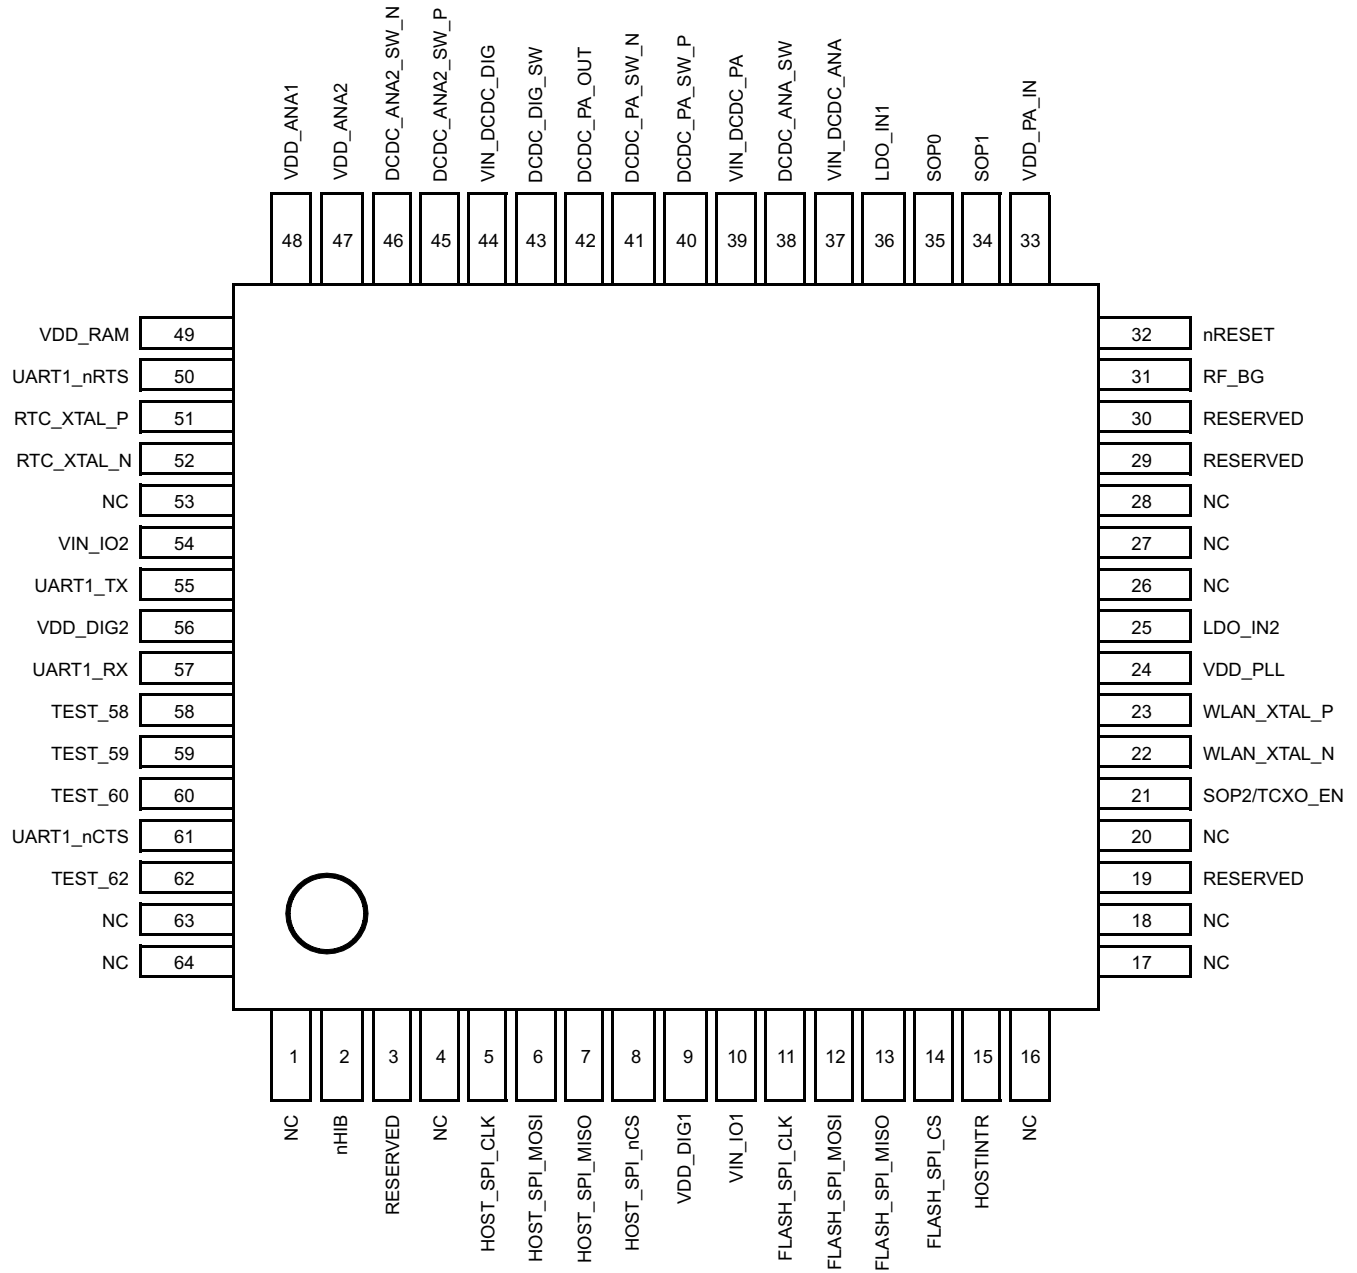 VDD_ANA1
VDD_ANA2
DCDC_ANA2_SW_N
DCDC_ANA2_SW_P
VIN_DCDC_DIG
DCDC_DIG_SW
DCDC_PA_OUT
DCDC_PA_SW_N
DCDC_PA_SW_P
VIN_DCDC_PA
DCDC_ANA_SW
VIN_DCDC_ANA
LDO_IN1
SOP0
SOP1
VDD_PA_IN
48 47 46 45 44 43 42 41 40 39 38 37 36 35 34 33
VDD_RAM 49
UART1_nRTS 50
RTC_XTAL_P 51
RTC_XTAL_N 52
NC 53
VIN_IO2 54
UART1_TX 55
VDD_DIG2 56
UART1_RX 57
TEST_58 58
TEST_59 59
TEST_60 60
UART1_nCTS 61
TEST_62 62
NC 63
NC 64
32 nRESET
31 RF_BG
30 RESERVED
29 RESERVED
28 NC
27 NC
26 NC
25 LDO_IN2
24 VDD_PLL
23 WLAN_XTAL_P
22 WLAN_XTAL_N
21 SOP2/TCXO_EN
20 NC
19 RESERVED
18 NC
17 NC
1 2 3 4 5 6 7 8 9 10 11 12 13 14 15 16
NC
nHIB
RESERVED
NC
HOST_SPI_CLK
HOST_SPI_MOSI
HOST_SPI_MISO
HOST_SPI_nCS
VDD_DIG1
VIN_IO1
FLASH_SPI_CLK
FLASH_SPI_MOSI
FLASH_SPI_MISO
FLASH_SPI_CS
HOSTINTR
NC